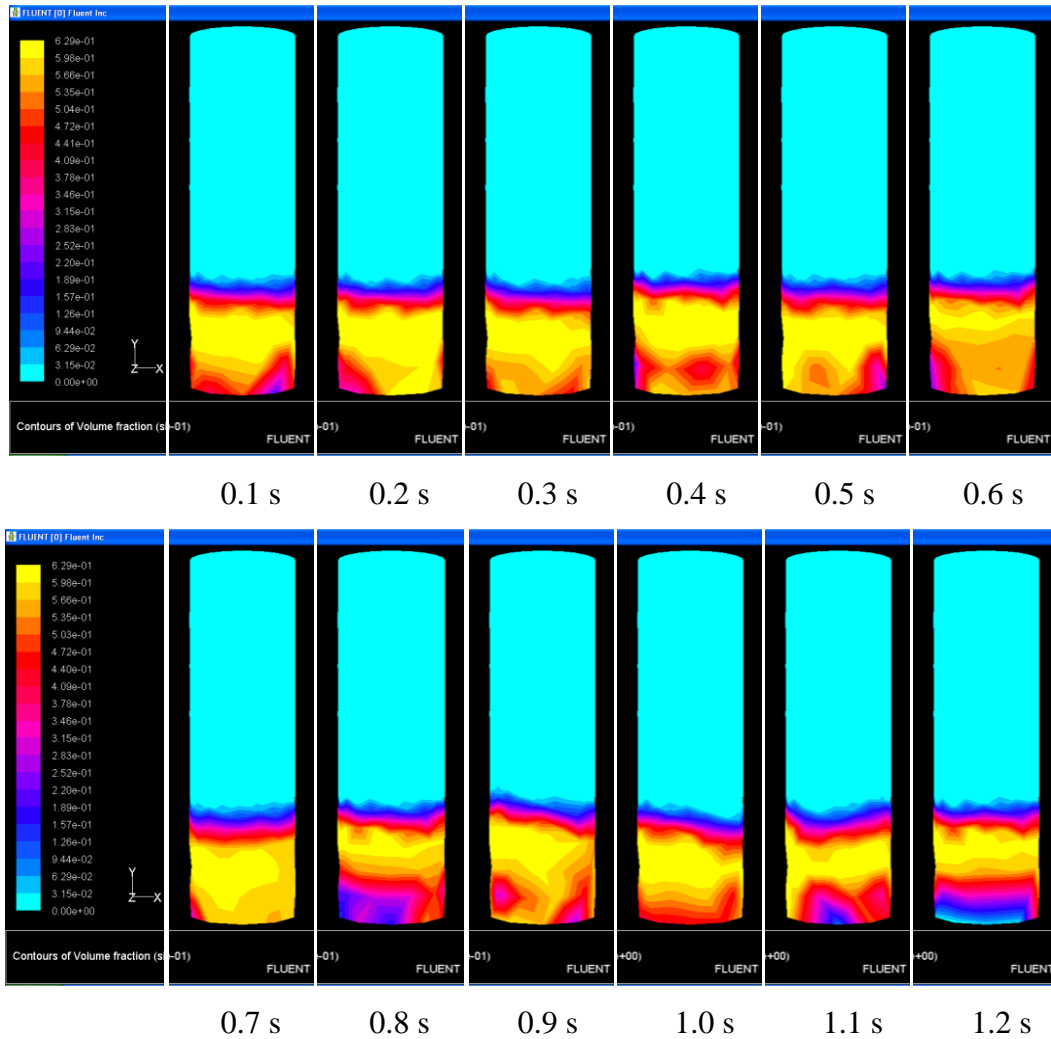 FLUENT [0] Fluent Inc
6.29e-01
5.98e-01
5.66e-01
5.35e-01
5.04e-01
4.72e-01
4.41e-01
4.09e-01
3.78e-01
3.46e-01
3.15e-01
2.83e-01
2.52e-01
2.20e-01
1.89e-01
1.57e-01
1.26e-01
9.44e-02
6.29e-02
3.15e-02
0.00e+00
Y
Z X
Contours of Volume fraction (si e-01) -01) -01) -01) -01) -01)
FLUENT FLUENT FLUENT FLUENT FLUENT FLUENT
0.1 s 0.2 s 0.3 s 0.4 s 0.5 s 0.6 s
FLUENT [0] Fluent Inc
6.29e-01
5.98e-01
5.66e-01
5.35e-01
5.03e-01
4.72e-01
4.40e-01
4.09e-01
3.78e-01
3.46e-01
3.15e-01
2.83e-01
2.52e-01
2.20e-01
1.89e-01
1.57e-01
1.26e-01
9.44e-02
6.29e-02
3.15e-02
0.00e+00
Y
Z X
Contours of Volume fraction (si -01) -01) -01) +00) +00) +00)
FLUENT FLUENT FLUENT FLUENT FLUENT FLUENT
0.7 s 0.8 s 0.9 s 1.0 s 1.1 s 1.2 s